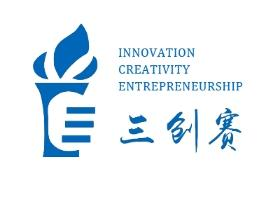 INNOVATION
CREATIVITY
ENTREPRENEURSHIP
三创赛